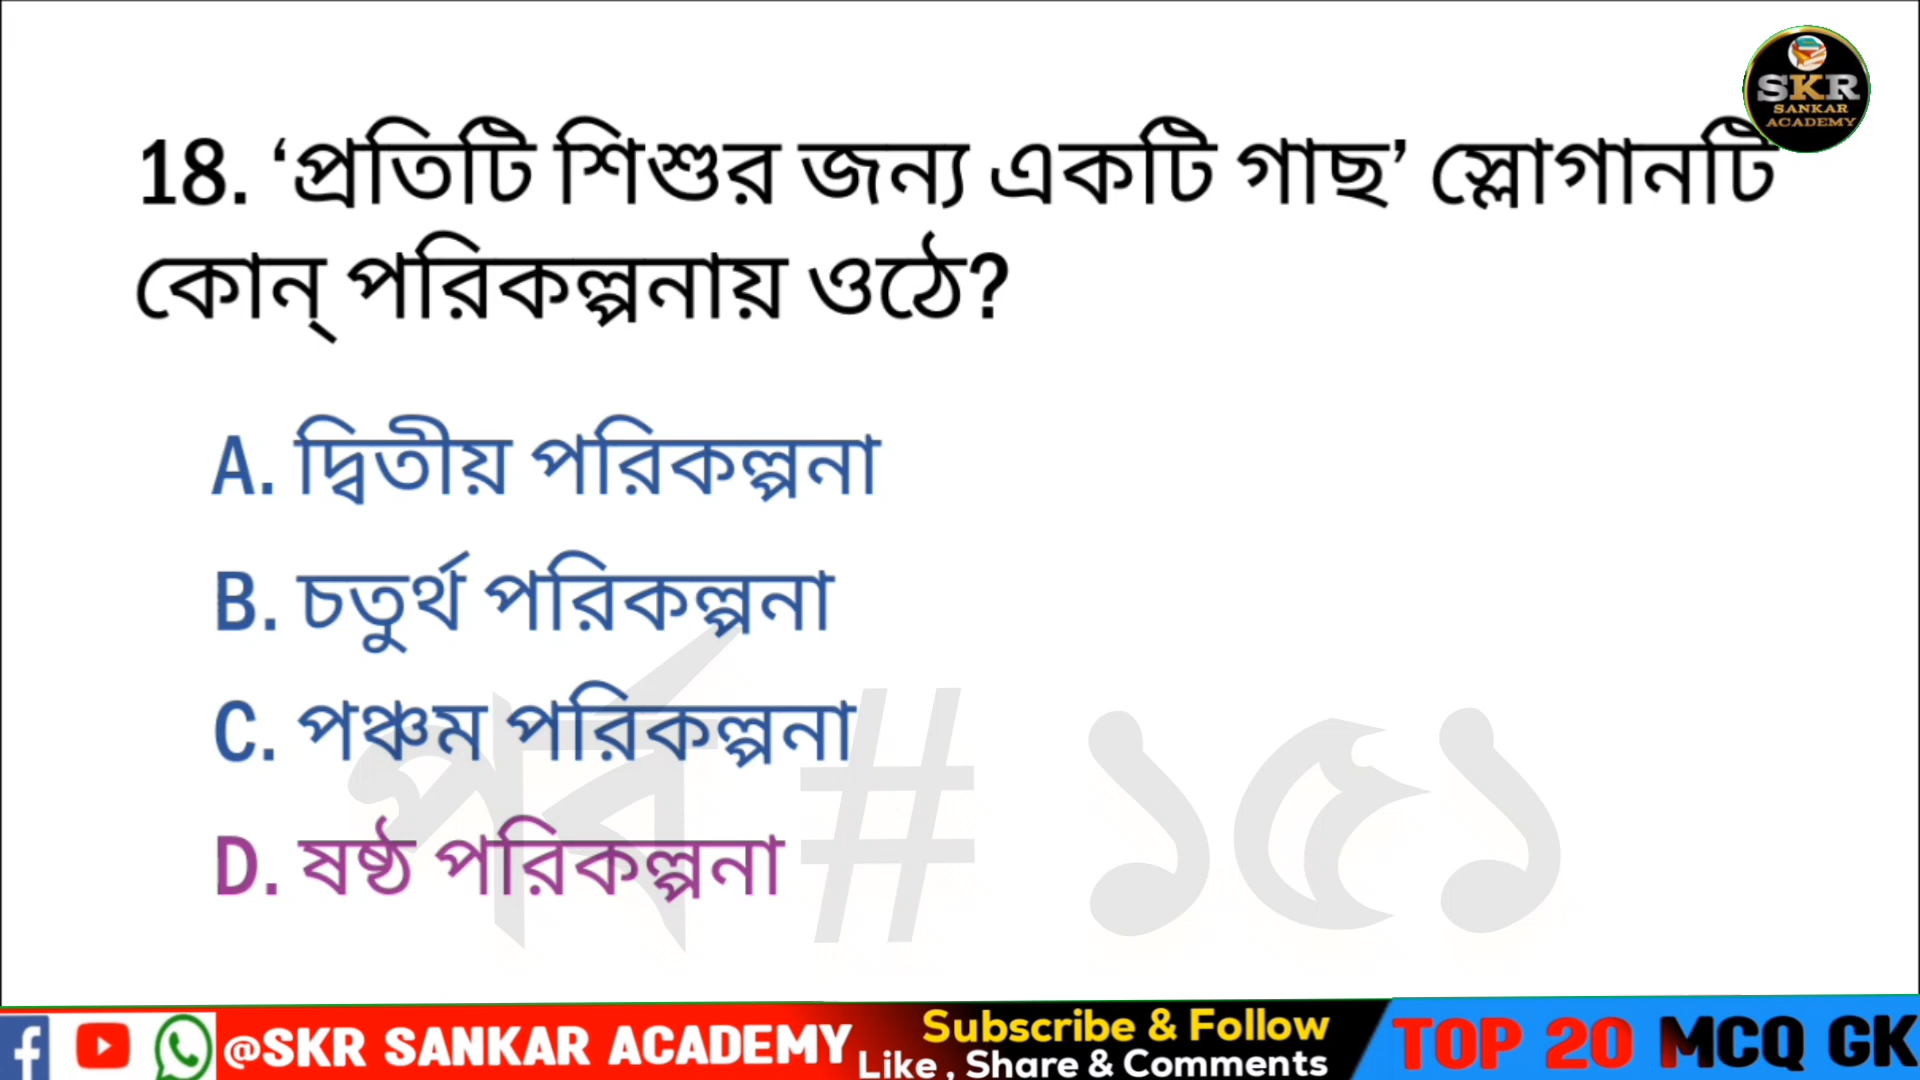 SKR
SANKAR
ACADEMY
18. ‘প্রতিটি শিশুর জন্য একটি গাছ’ স্লোগানটি
কোন্ পরিকল্পনায় ওঠে?
A. দ্বিতীয় পরিকল্পনা
B. চতুর্থ পরিকল্পনা
C. পঞ্চম পরিকল্পনা
D. ষষ্ঠ পরিকল্পনা
পর্ব # ১৫১
@SKR SANKAR ACADEMY
Subscribe & Follow
Like , Share & Comments
TOP 20 MCQ GK